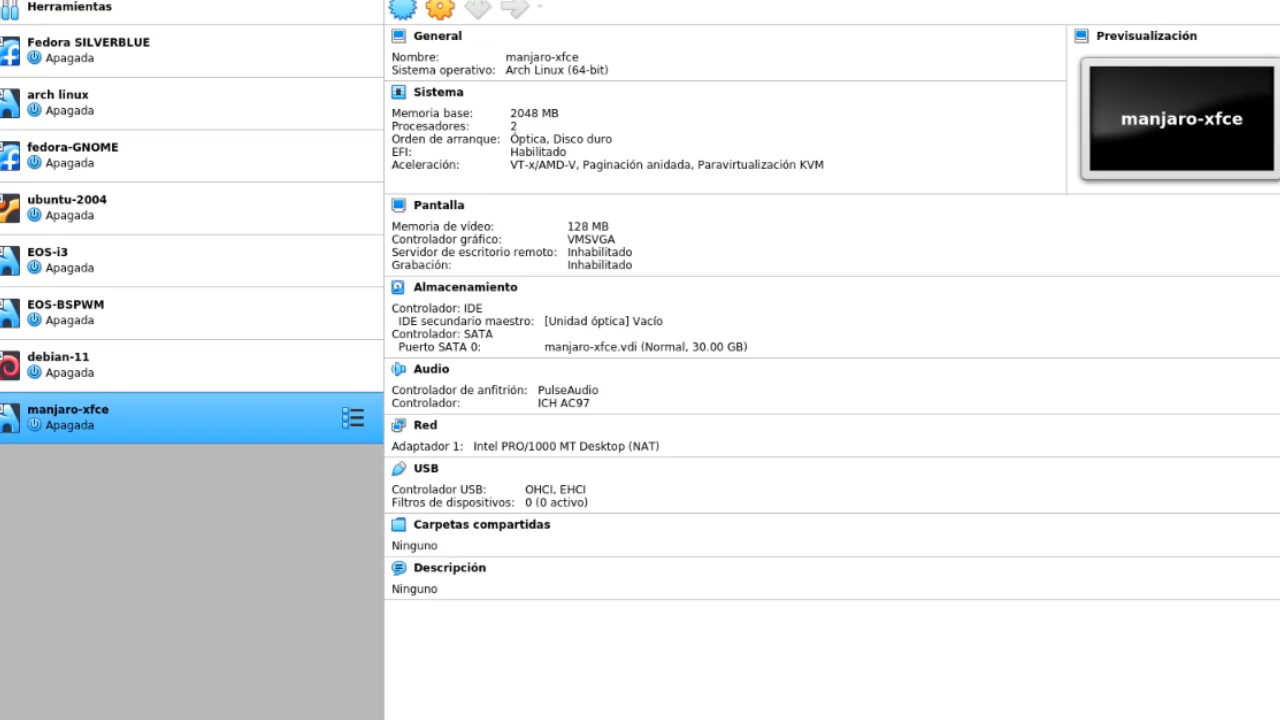 Herramientas
Fedora SILVERBLUE
Apagada
arch linux
Apagada
fedora-GNOME
Apagada
ubuntu-2004
Apagada
EOS-i3
Apagada
EOS-BSPWM
Apagada
debian-11
Apagada
manjaro-xfce
Apagada
General
Nombre: manjaro-xfce
Sistema operativo: Arch Linux (64-bit)
Previsualización
manjaro-xfce
Sistema
Memoria base: 2048 MB
Procesadores: 2
Orden de arranque: Óptica, Disco duro
EFI: Habilitado
Aceleración: VT-x/AMD-V, Paginación anidada, Paravirtualización KVM
Pantalla
Memoria de vídeo: 128 MB
Controlador gráfico: VMSVGA
Servidor de escritorio remoto: Inhabilitado
Grabación: Inhabilitado
Almacenamiento
Controlador: IDE
IDE secundario maestro: [Unidad óptica] Vacío
Controlador: SATA
Puerto SATA 0: manjaro-xfce.vdi (Normal, 30.00 GB)
Audio
Controlador de anfitrión: PulseAudio
Controlador: ICH AC97
Red
Adaptador 1: Intel PRO/1000 MT Desktop (NAT)
USB
Controlador USB: OHCI, EHCI
Filtros de dispositivos: 0 (0 activo)
Carpetas compartidas
Ninguno
Descripción
Ninguno